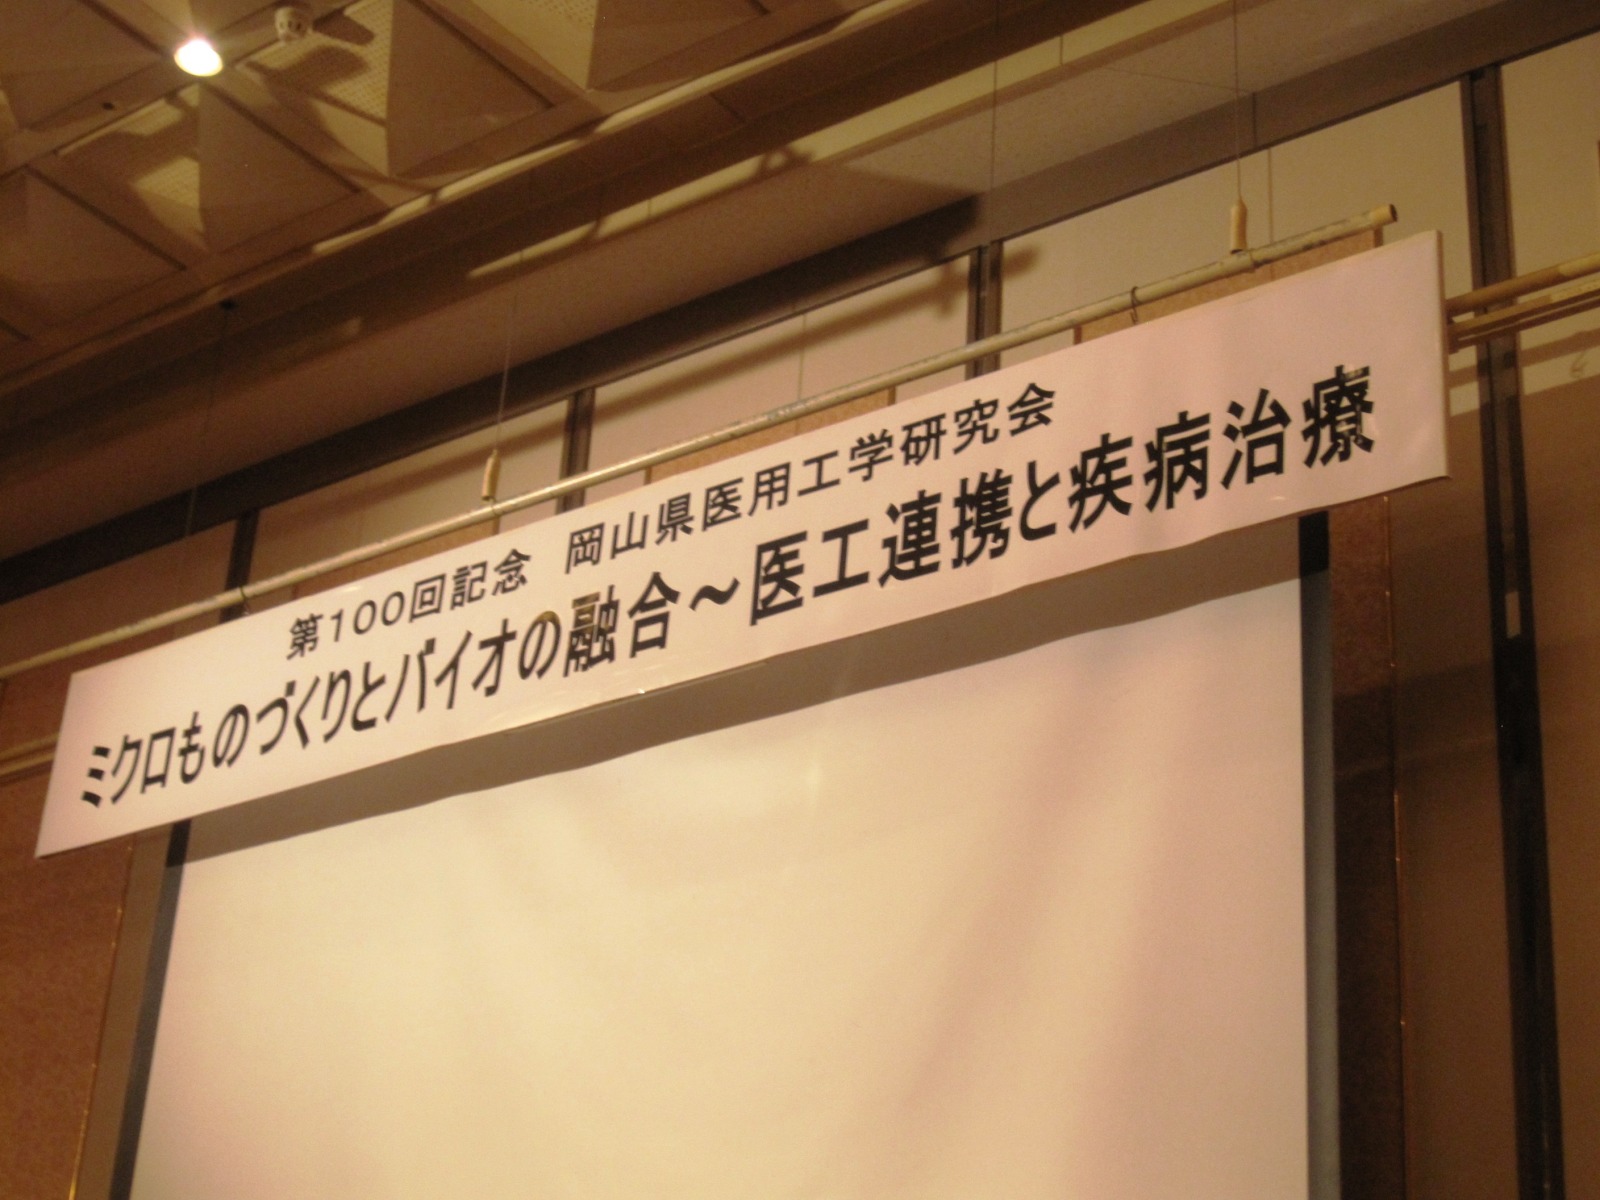 第100回記念　岡山県医用工学研究会
ミクロものづくりとバイオの融合～医工連携と疾病治療